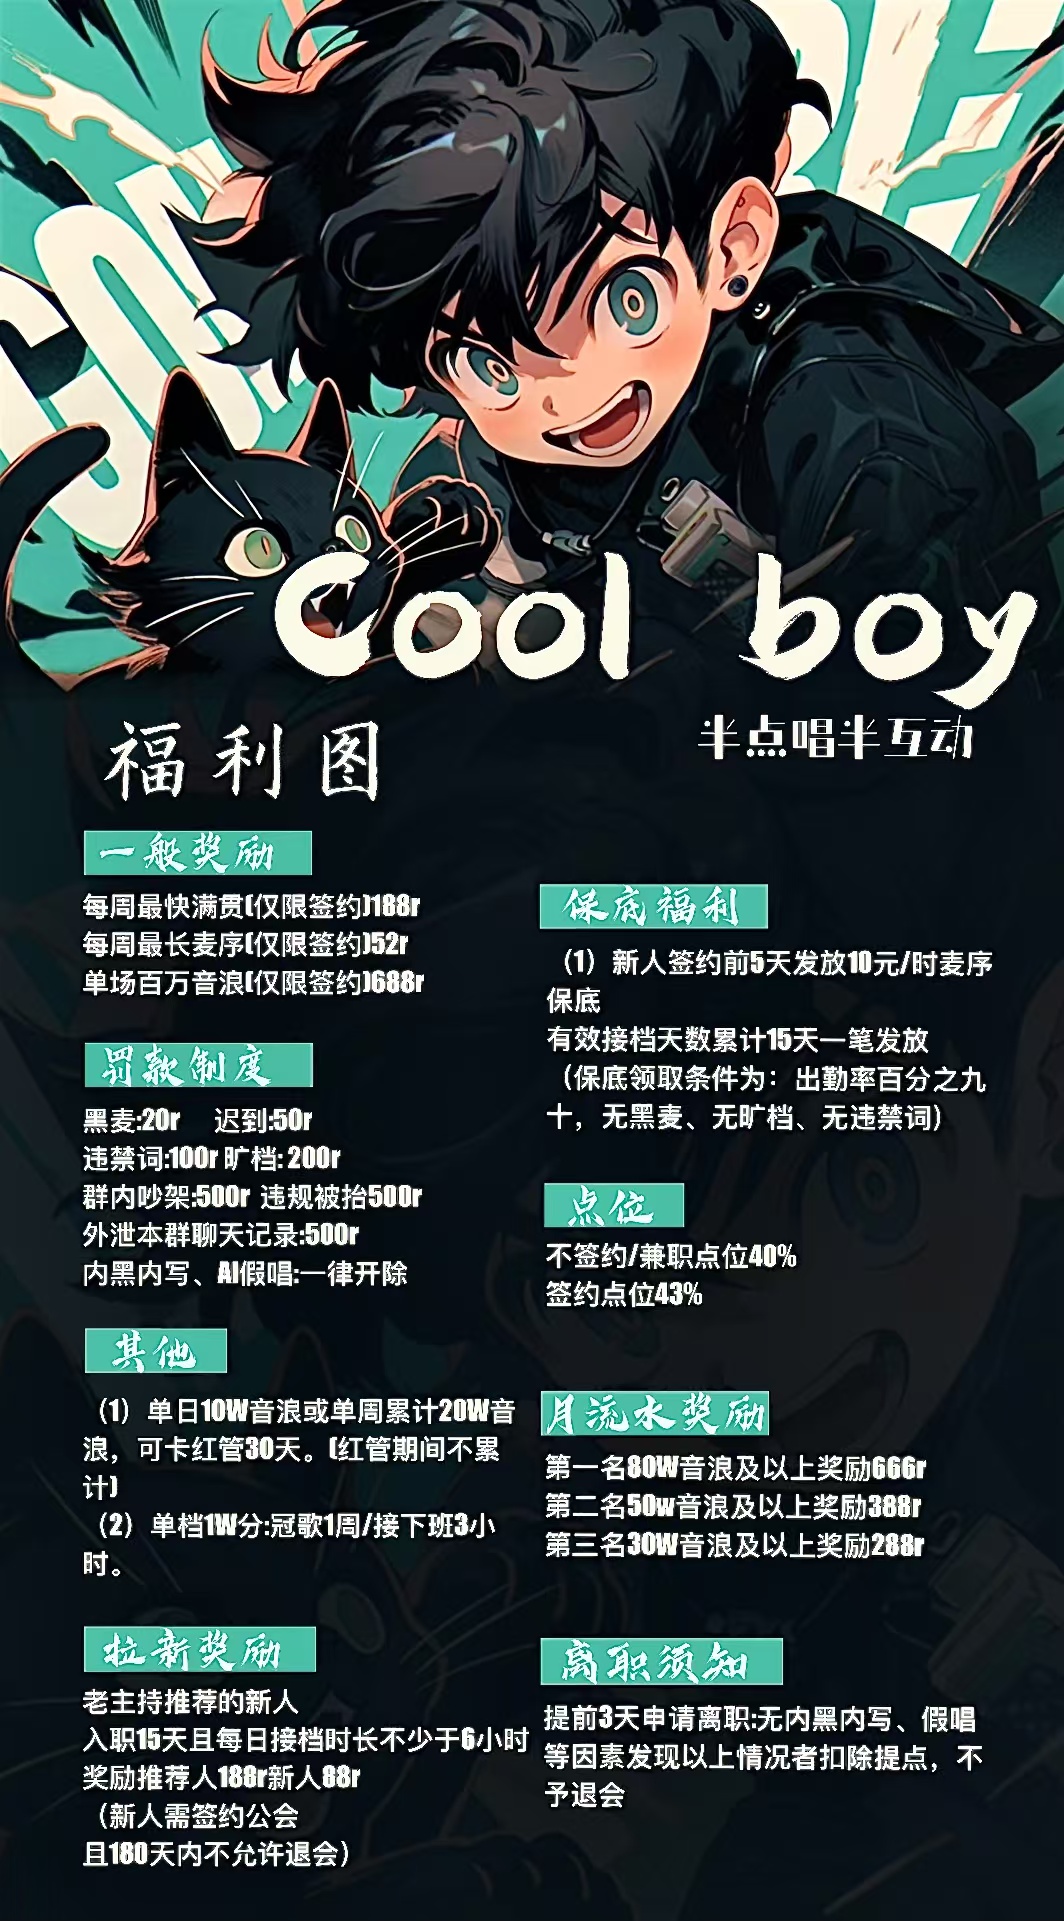 Cool boy
半点唱半互动
福利图
一般奖励
每周最快满贯(仅限签约)188r
每周最长麦序(仅限签约)52r
单场百万音浪(仅限签约)688r
罚款制度
黑麦:20r 迟到:50r
违禁词:100r 旷档: 200r
群内吵架:500r 违规被抬500r
外泄本群聊天记录:500r
内黑内写、AI假唱:一律开除
其他
（1）单日10W音浪或单周累计20W音
浪，可卡红管30天。(红管期间不累
计)
（2）单档1W分:冠歌1周/接下班3小
时。
拉新奖励
老主持推荐的新人
入职15天且每日接档时长不少于6小时
奖励推荐人188r新人88r
（新人需签约公会
且180天内不允许退会）
保底福利
（1）新人签约前5天发放10元/时麦序
保底
有效接档天数累计15天一笔发放
（保底领取条件为：出勤率百分之九
十，无黑麦、无旷档、无违禁词）
点位
不签约/兼职点位40%
签约点位43%
月流水奖励
第一名80W音浪及以上奖励666r
第二名50w音浪及以上奖励388r
第三名30W音浪及以上奖励288r
离职须知
提前3天申请离职:无内黑内写、假唱
等因素发现以上情况者扣除提点，不
予退会